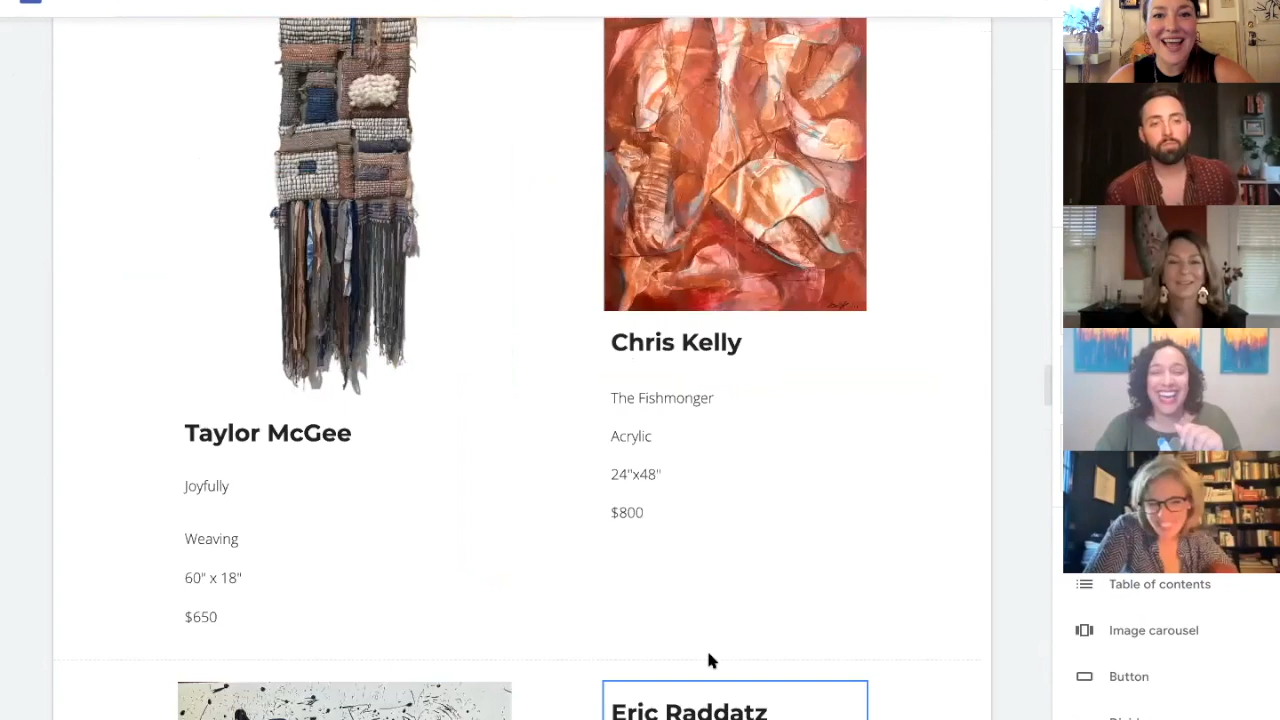 Chris Kelly
The Fishmonger
Acrylic
24"x48"
$800
Taylor McGee
Joyfully
Weaving
60" x 18"
$650
Eric Raddatz
Table of contents
Image carousel
Button